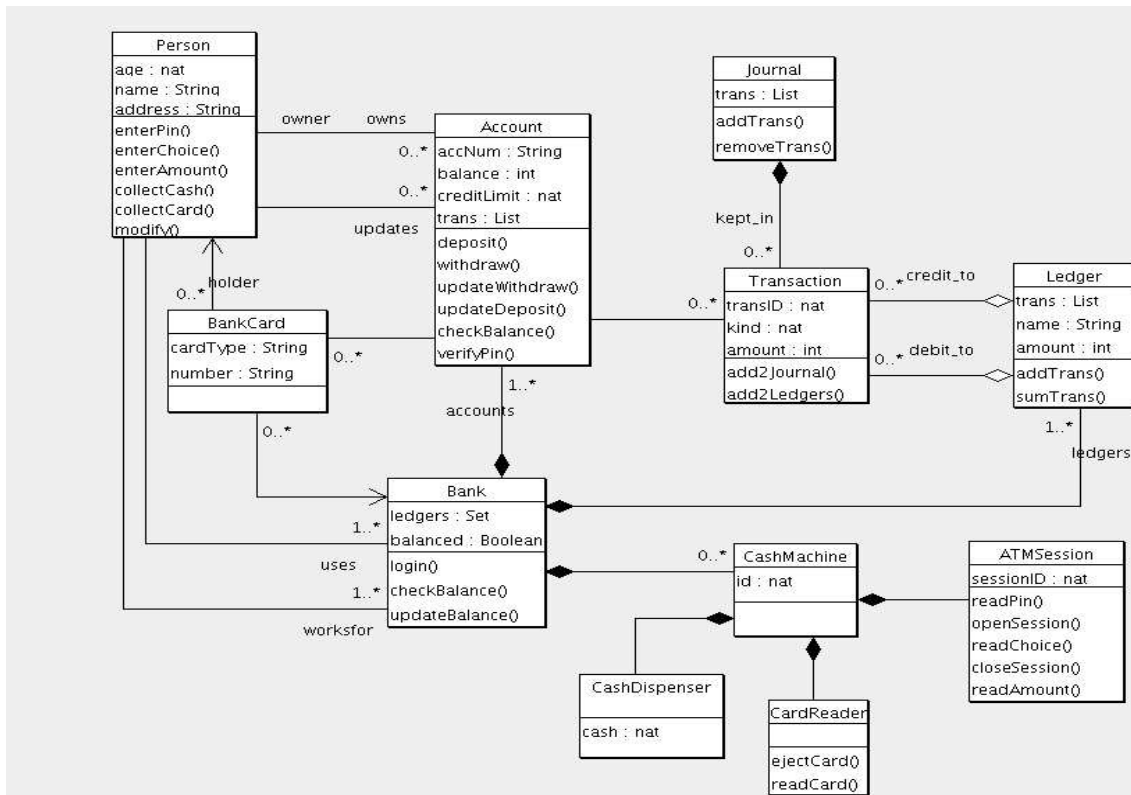 Person
age : nat
name : String
address : String
enterPin()
enterChoice()
enterAmount()
collectCash()
collectCard()
modify()
owner
owns
0..*
0..*
updates
Account
accNum : String
balance : int
creditLimit : nat
trans : List
deposit()
withdraw()
updateWithdraw()
updateDeposit()
checkBalance()
verifyPin()
Journal
trans : List
addTrans()
removeTrans()
kept_in
0..*
holder
0..*
BankCard
cardType : String
number : String
0..*
0..*
0..*
Transaction
transID : nat
kind : nat
amount : int
add2Journal()
add2Ledgers()
0..*
credit_to
0..*
debit_to
Ledger
trans : List
name : String
amount : int
addTrans()
sumTrans()
1..*
accounts
1..*
ledgers
Bank
ledgers : Set
balanced : Boolean
login()
checkBalance()
updateBalance()
1..*
uses
1..*
worksfor
0..*
CashMachine
id : nat
ATMSession
sessionID : nat
readPin()
openSession()
readChoice()
closeSession()
readAmount()
CashDispenser
cash : nat
CardReader
ejectCard()
readCard()